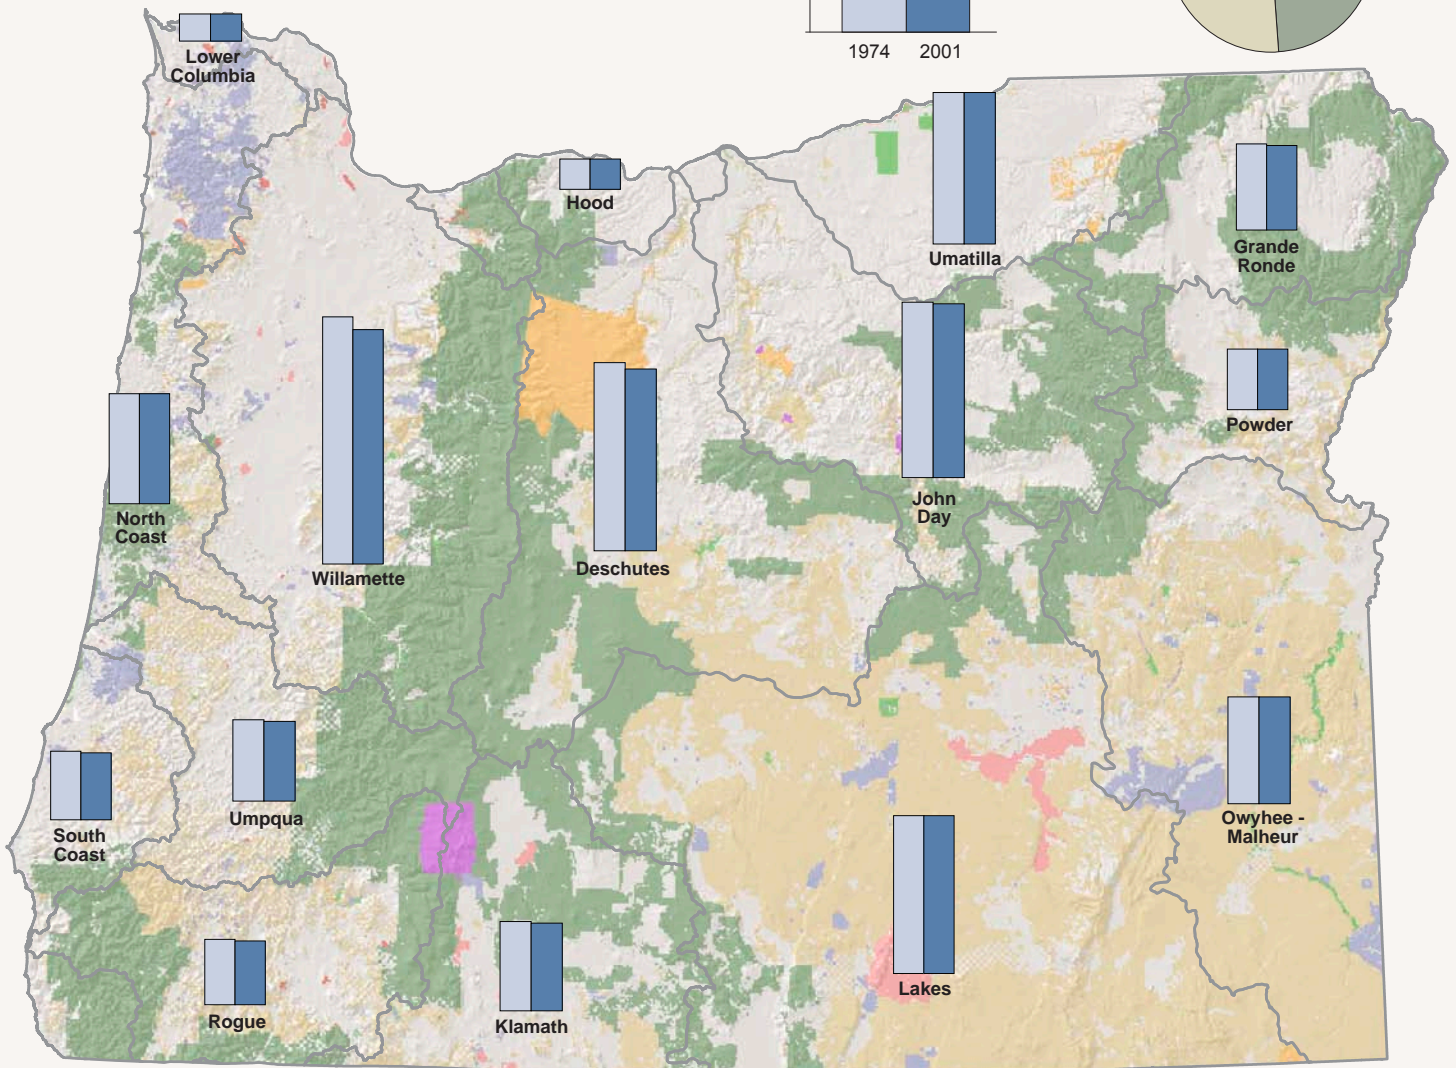 1974 2001
Lower
Columbia
Hood
Umatilla
Grande
Ronde
Powder
North
Coast
Willamette
Deschutes
John
Day
South
Coast
Umpqua
Owyhee -
Malheur
Rogue
Klamath
Lakes